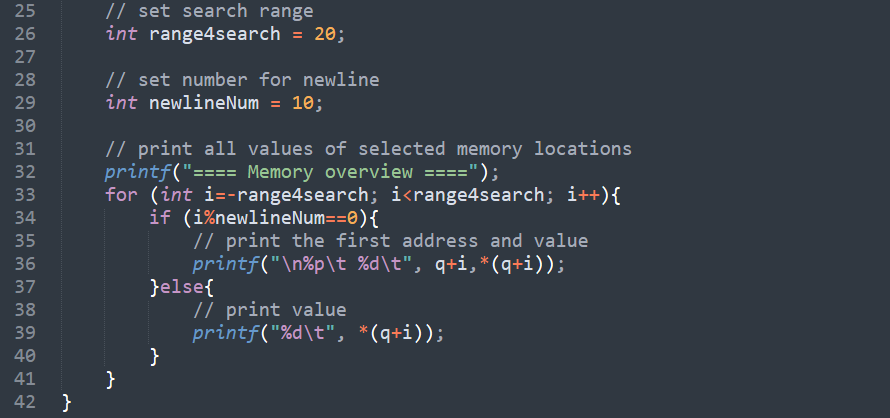 25 // set search range
26 int range4search = 20;
27
28 // set number for newline
29 int newlineNum = 10;
30
31 // print all values of selected memory locations
32 printf("==== Memory overview ====");
33 for (int i=-range4search; i<range4search; i++){
34 if (i%newlineNum==0){
35 // print the first address and value
36 printf("\n%p\t %d\t", q+i,*(q+i));
37 }else{
38 // print value
39 printf("%d\t", *(q+i));
40 }
41 }
42 }